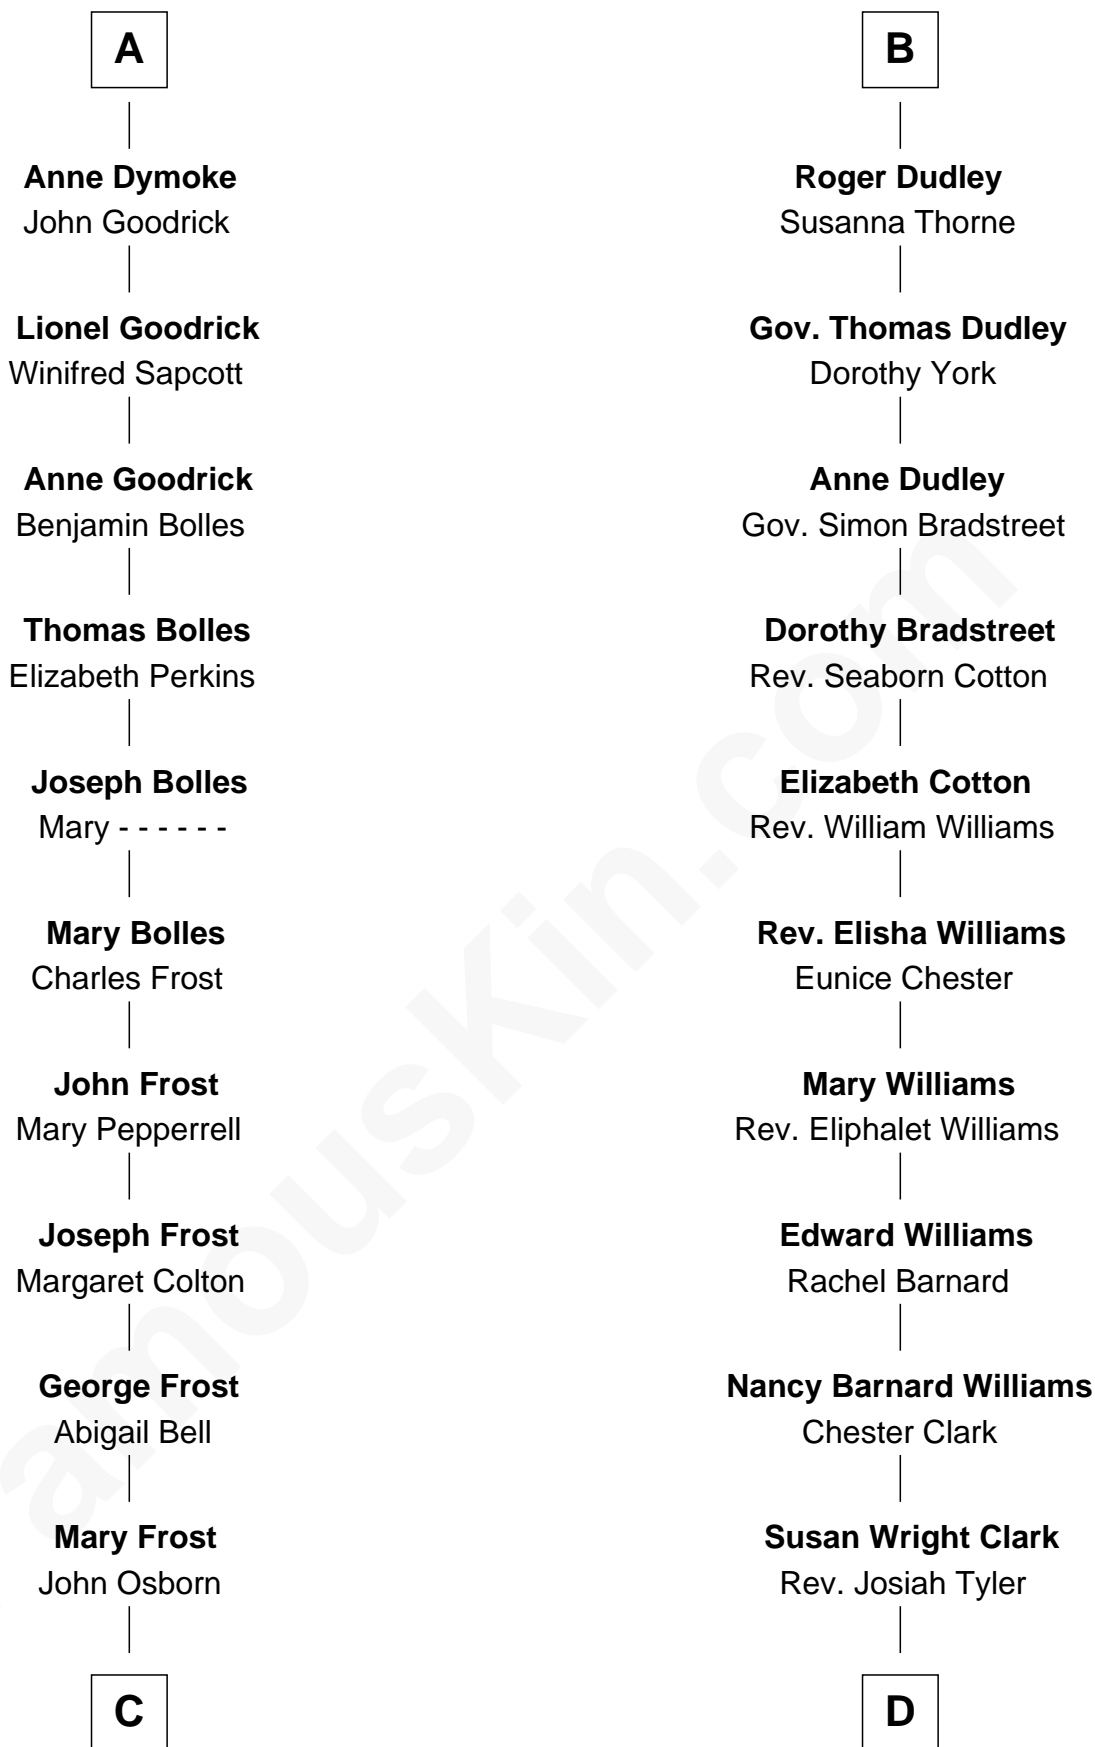 A
Anne Dymoke
John Goodrick
Lionel Goodrick
Winifred Sapcott
Anne Goodrick
Benjamin Bolles
Thomas Bolles
Elizabeth Perkins
Joseph Bolles
Mary - - - - - -
Mary Bolles
Charles Frost
John Frost
Mary Pepperrell
Joseph Frost
Margaret Colton
George Frost
Abigail Bell
Mary Frost
John Osborn
C
B
Roger Dudley
Susanna Thorne
Gov. Thomas Dudley
Dorothy York
Anne Dudley
Gov. Simon Bradstreet
Dorothy Bradstreet
Rev. Seaborn Cotton
Elizabeth Cotton
Rev. William Williams
Rev. Elisha Williams
Eunice Chester
Mary Williams
Rev. Eliphalet Williams
Edward Williams
Rachel Barnard
Nancy Barnard Williams
Chester Clark
Susan Wright Clark
Rev. Josiah Tyler
D
amousKin.com